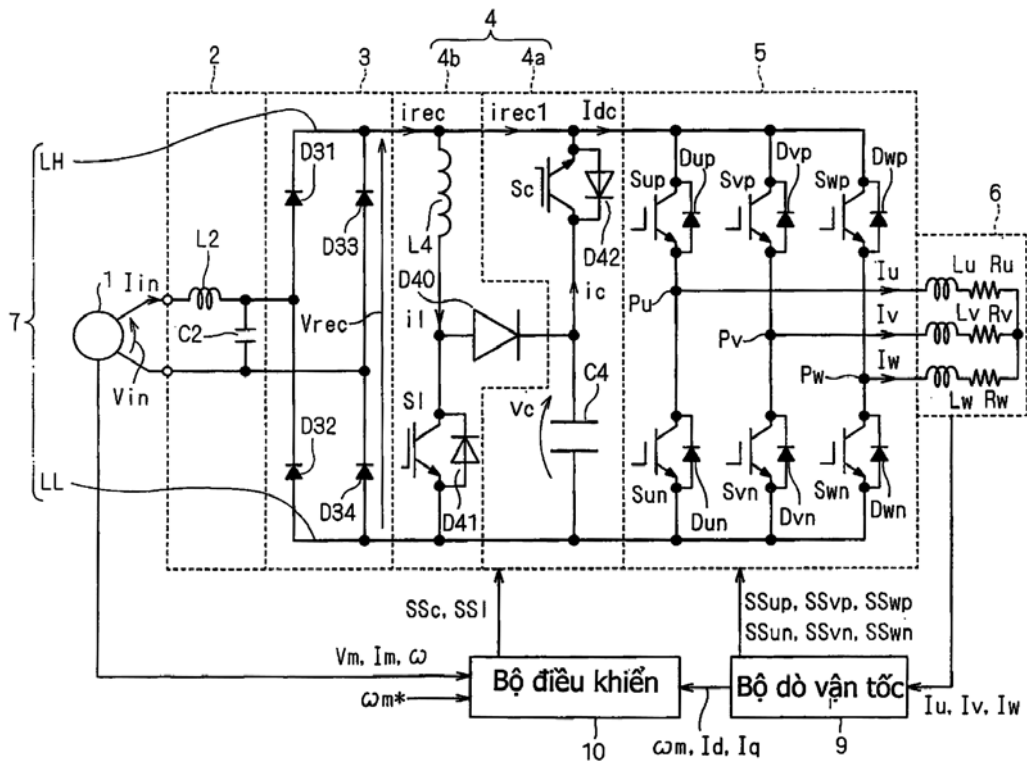 4
2 3 4b 4a 5
irec irec1 Idc
LH
D31
D33
Sc
D42
L4
D40
Sup Dup Svp Dvp Swp Dwp
6
L2
1 Iin
7
C2
Vin
Vrec
il
ic
Pu
Pv
Pw
Iu
Iv
Iw
Lu Ru
Lv Rv
Lw Rw
Sl
Vc
C4
D32
D34
D41
LL
Sun Dun Svn Dvn Swn Dwn
SSc, SSl
SSup, SSvp, SSwp
SSun, SSvn, SSwn
Vm, Im, ω
ωm*
Bộ điều khiển
Bộ dò vận tốc
Iu, Iv, Iw
10
ωm, Id, Iq
9